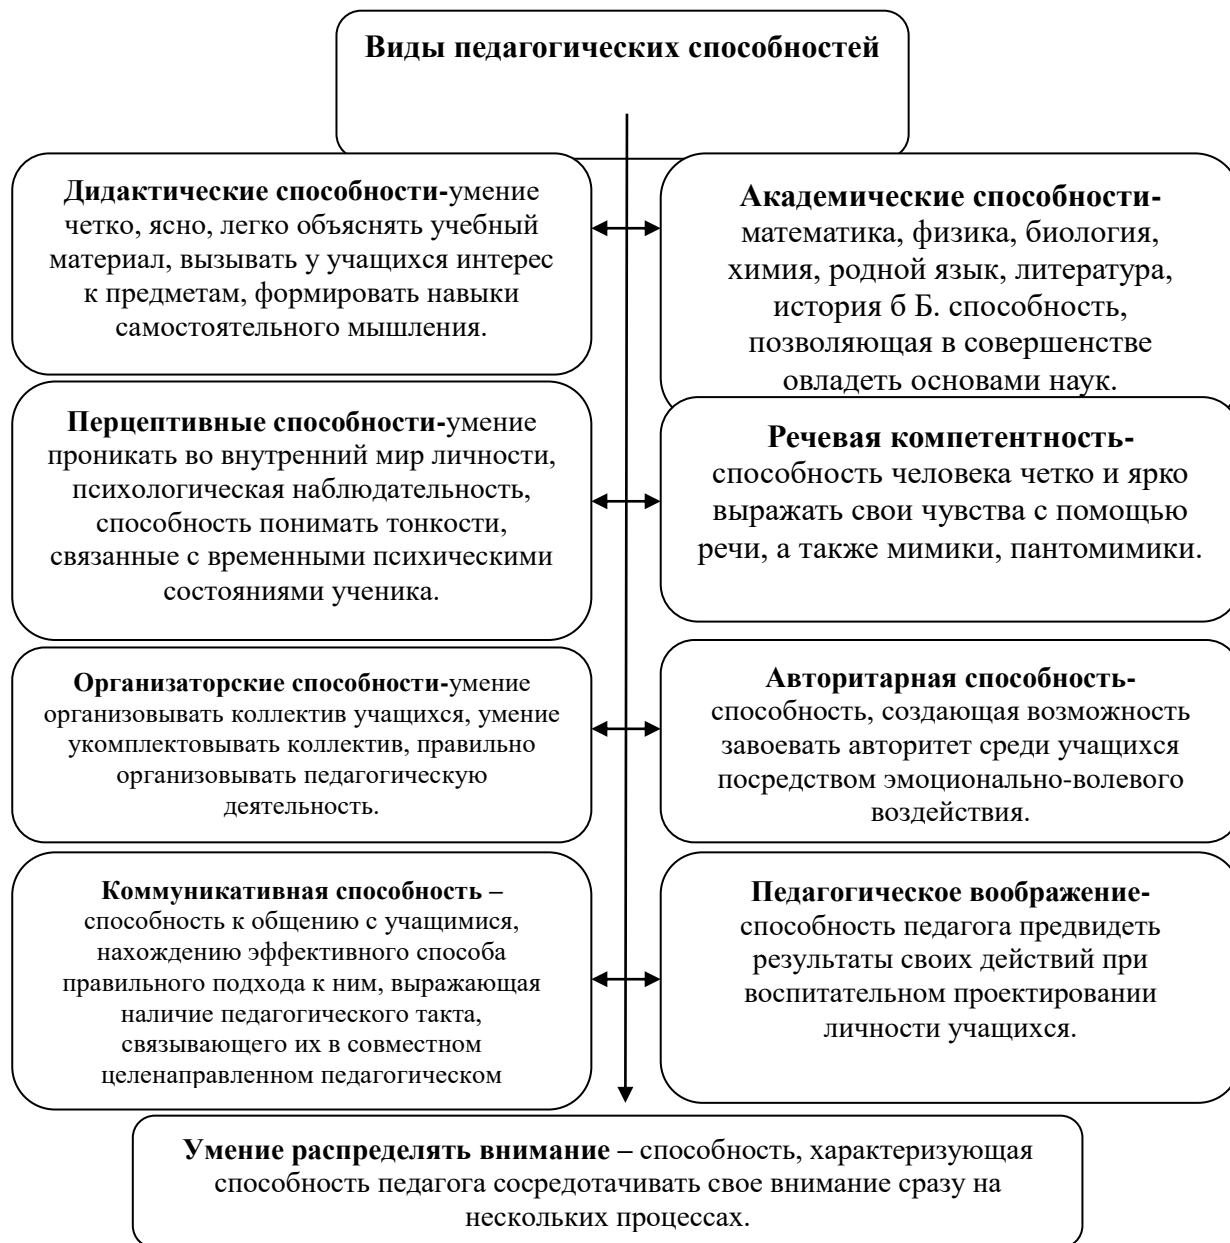 Виды педагогических способностей
Дидактические способности-умение
четко, ясно, легко объяснять учебный
материал, вызывать у учащихся интерес
к предметам, формировать навыки
самостоятельного мышления.
Академические способности-
математика, физика, биология,
химия, родной язык, литература,
история б Б. способность,
позволяющая в совершенстве
овладеть основами наук.
Перцептивные способности-умение
проникать во внутренний мир личности,
психологическая наблюдательность,
способность понимать тонкости,
связанные с временными психическими
состояниями ученика.
Речевая компетентность-
способность человека четко и ярко
выражать свои чувства с помощью
речи, а также мимики, пантомимики.
Организаторские способности-умение
организовывать коллектив учащихся, умение
укомплектовывать коллектив, правильно
организовывать педагогическую
деятельность.
Авторитарная способность-
способность, создающая возможность
завоевать авторитет среди учащихся
посредством эмоционально-волевого
воздействия.
Коммуникативная способность –
способность к общению с учащимися,
нахождению эффективного способа
правильного подхода к ним, выражающая
наличие педагогического такта,
связывающего их в совместном
целенаправленном педагогическом
Педагогическое воображение-
способность педагога предвидеть
результаты своих действий при
воспитательном проектировании
личности учащихся.
Умение распределять внимание – способность, характеризующая
способность педагога сосредотачивать свое внимание сразу на
нескольких процессах.